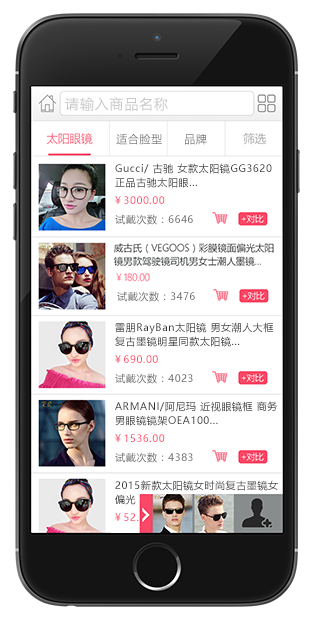 请输入商品名称
太阳眼镜
适合脸型
品牌
筛选
Gucci/ 古驰 女款太阳镜GG3620
正品古驰太阳眼...
¥3000.00
试戴次数：6646
+对比
威古氏（VEGOOS）彩膜镜面偏光太阳
镜男款驾驶镜司机男女士潮人墨镜...
¥180.00
试戴次数：3476
+对比
雷朋RayBan太阳镜 男女潮人大框
复古墨镜明星同款太阳镜...
¥690.00
试戴次数：4023
+对比
ARMANI/阿尼玛 近视眼镜框 商务
男眼镜镜架OEA100...
¥1536.00
试戴次数：4383
+对比
2015新款太阳镜女时尚复古墨镜女
偏光
¥52.